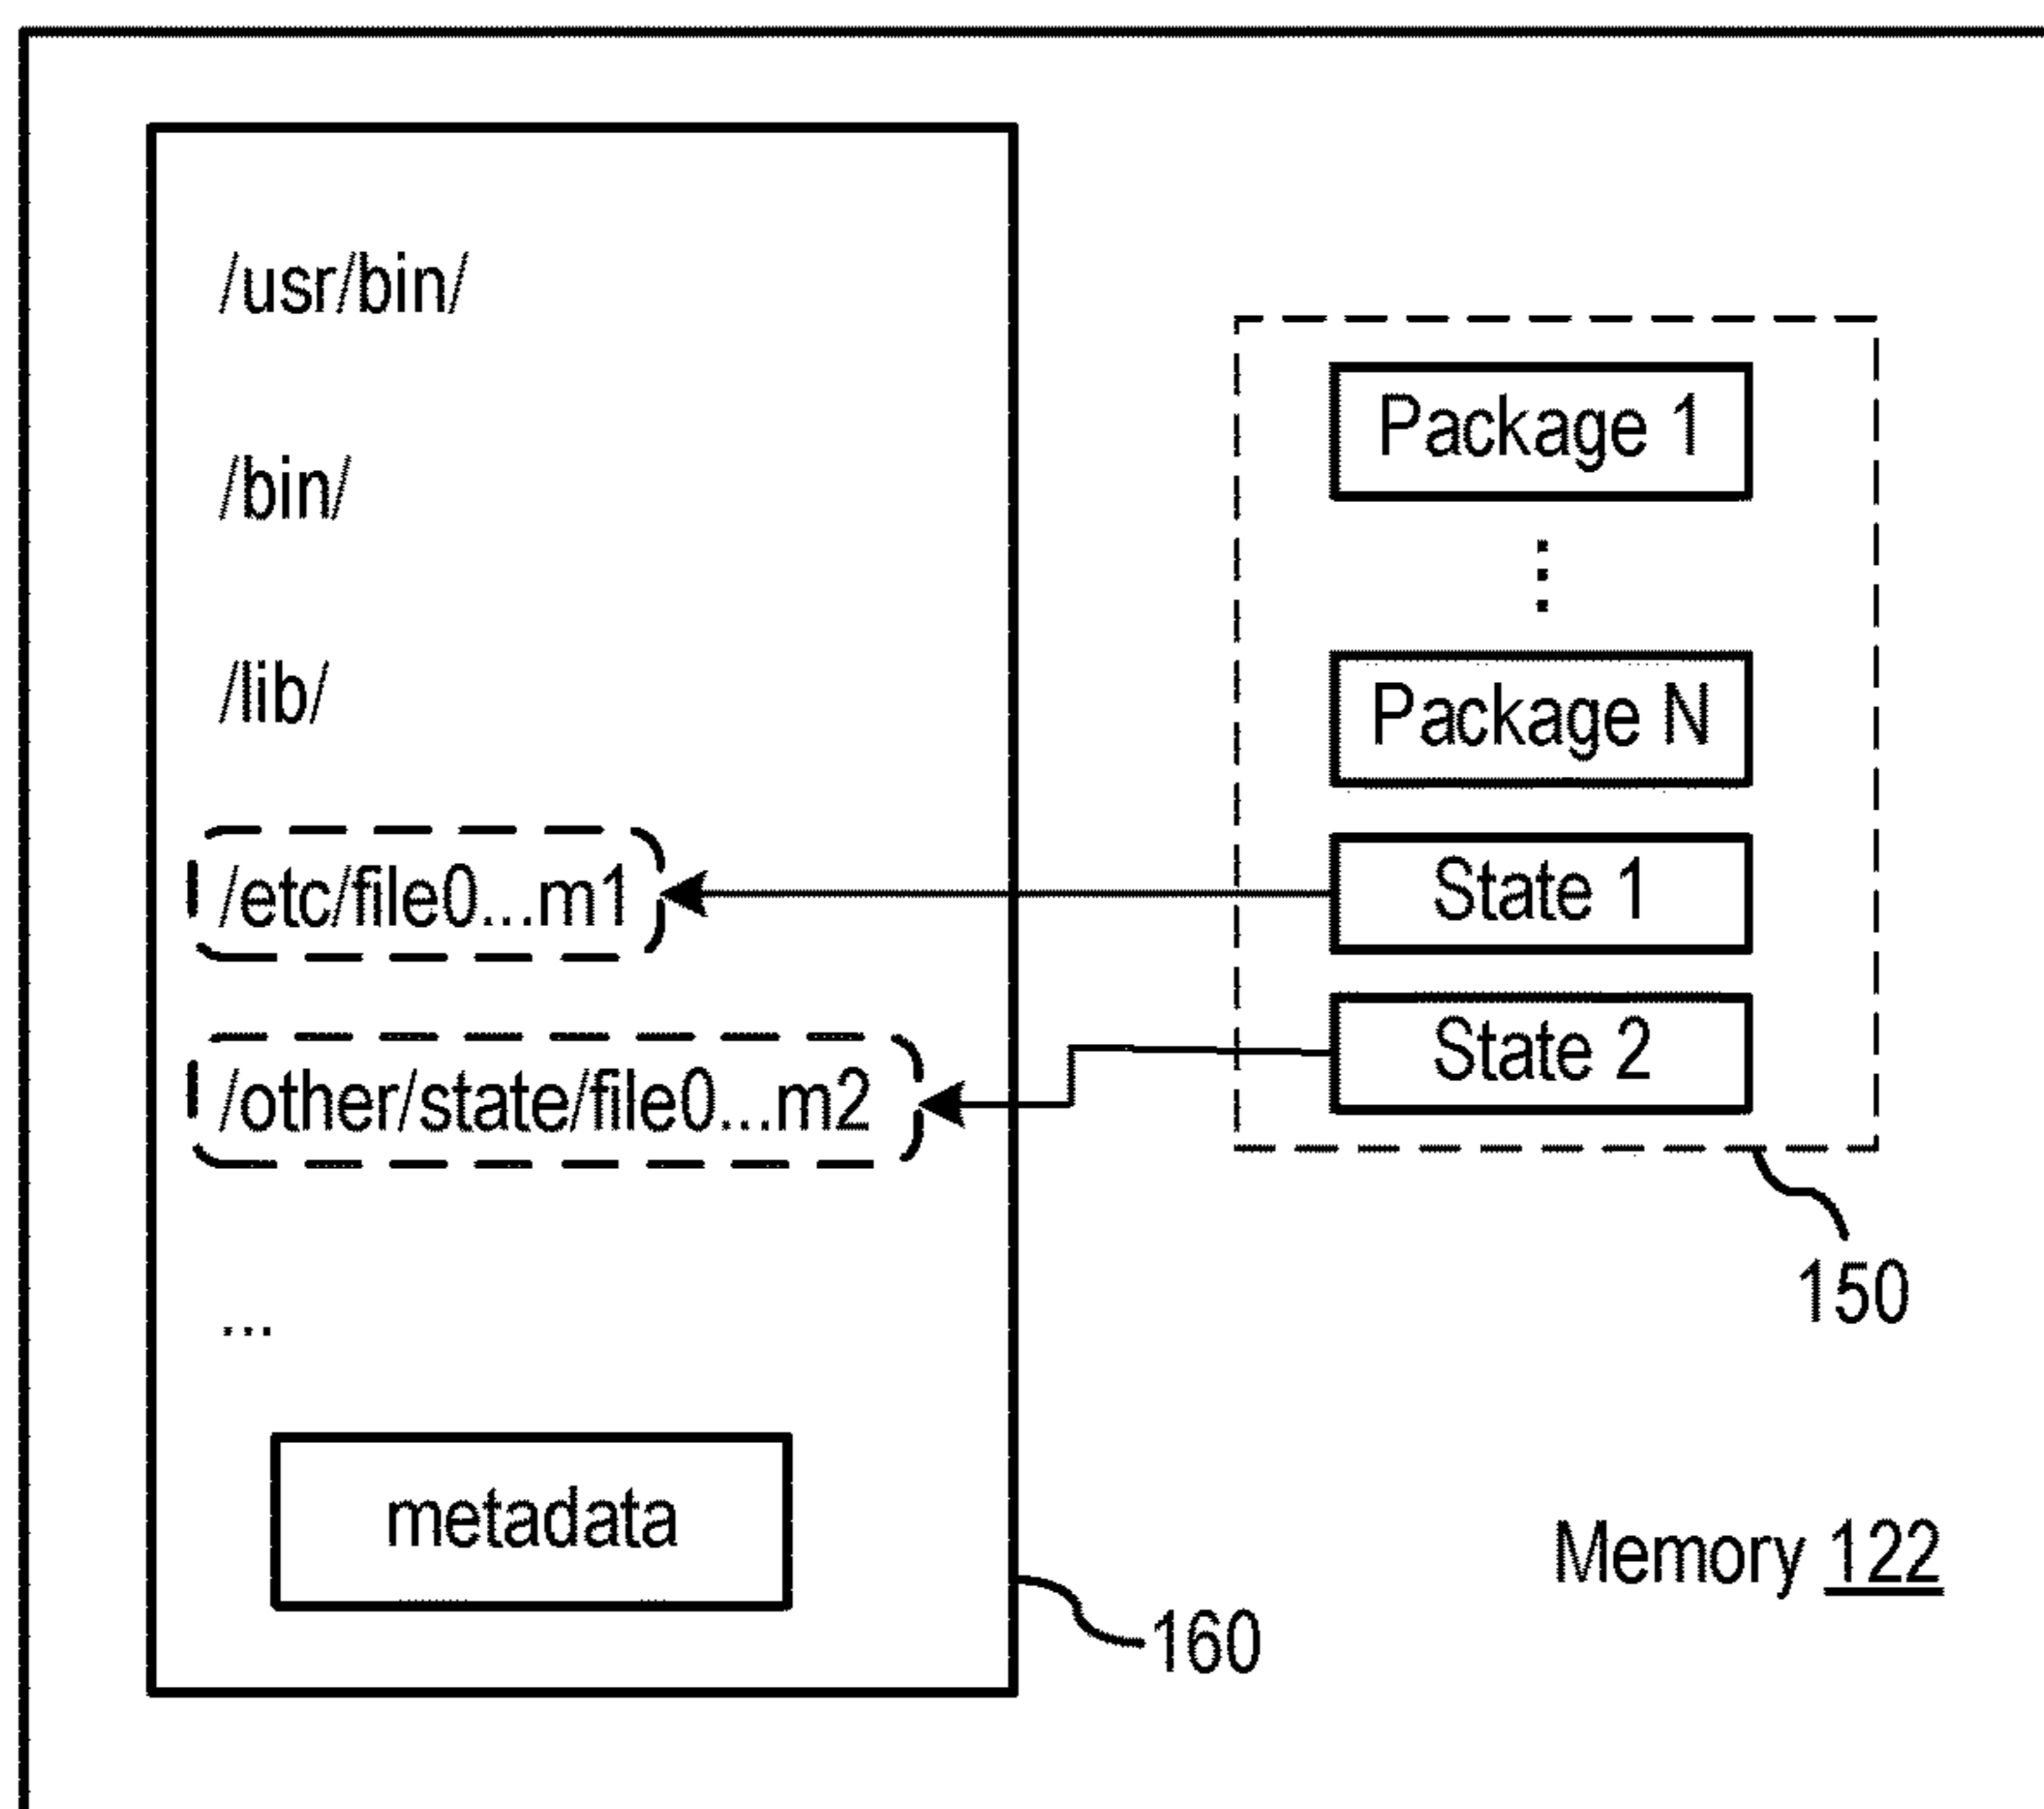 /usr/bin/
/bin/
/lib/
/etc/file0...m1
/other/state/file0...m2
...
metadata
160
Package 1
⋮
Package N
State 1
State 2
150
Memory 122